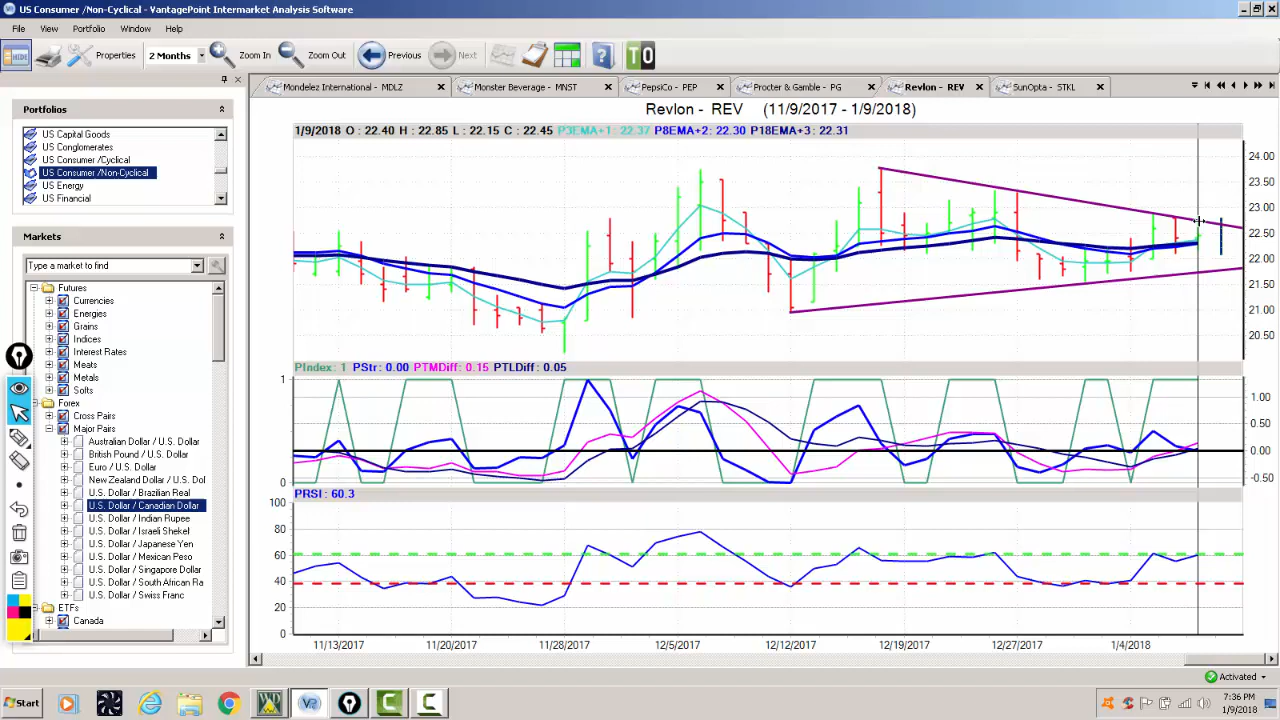 US Consumer /Non-Cyclical - VantagePoint Intermarket Analysis Software
File View Portfolio Window Help
HIDE Properties 2 Months Zoom In Zoom Out Previous Next ? TO
Mondelez International - MDLZ Monster Beverage - MNST PepsiCo - PEP Procter & Gamble - PG Revlon - REV SunOpta - STKL
Portfolios
US Capital Goods
US Conglomerates
US Consumer /Cyclical
US Consumer /Non-Cyclical
US Energy
US Financial
Markets
Type a market to find
Futures
Currencies
Energies
Grains
Indices
Interest Rates
Meats
Metals
Softs
Forex
Cross Pairs
Major Pairs
Australian Dollar / U.S. Dollar
British Pound / U.S. Dollar
Euro / U.S. Dollar
New Zealand Dollar / U.S. Dol
U.S. Dollar / Brazilian Real
U.S. Dollar / Canadian Dollar
U.S. Dollar / Indian Rupee
U.S. Dollar / Israeli Shekel
U.S. Dollar / Japanese Yen
U.S. Dollar / Mexican Peso
U.S. Dollar / Singapore Dollar
U.S. Dollar / South African Ra
U.S. Dollar / Swiss Franc
ETFs
Canada
Revlon - REV (11/9/2017 - 1/9/2018)
1/9/2018 O : 22.40 H : 22.85 L : 22.15 C : 22.45 P3EMA+1: 22.37 P8EMA+2: 22.30 P18EMA+3: 22.31
24.00
23.50
23.00
22.50
22.00
21.50
21.00
20.50
PIndex: 1 PStr: 0.00 PTMDiff: 0.15 PTLDiff: 0.05
1
0
1.00
0.50
0.00
-0.50
PRSI : 60.3
100
80
60
40
20
0
11/13/2017 11/20/2017 11/28/2017 12/5/2017 12/12/2017 12/19/2017 12/27/2017 1/4/2018
Activated
Start
7:36 PM
1/9/2018